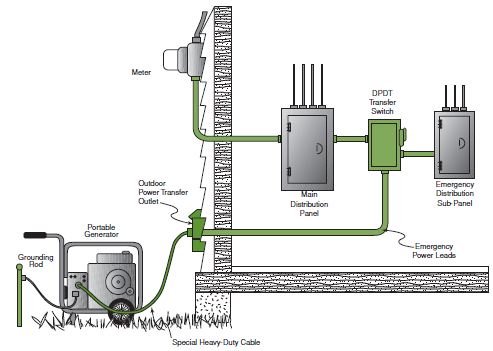 Meter
DPDT
Transfer
Switch
Outdoor
Power Transfer
Outlet
Main
Distribution
Panel
Emergency
Distribution
Sub Panel
Portable
Generator
Grounding
Rod
Emergency
Power Leads
Special Heavy-Duty Cable